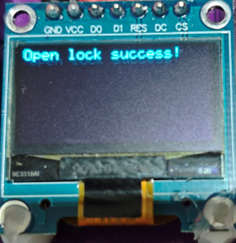 GND VCC D0 D1 RES DC CS
Open lock success!